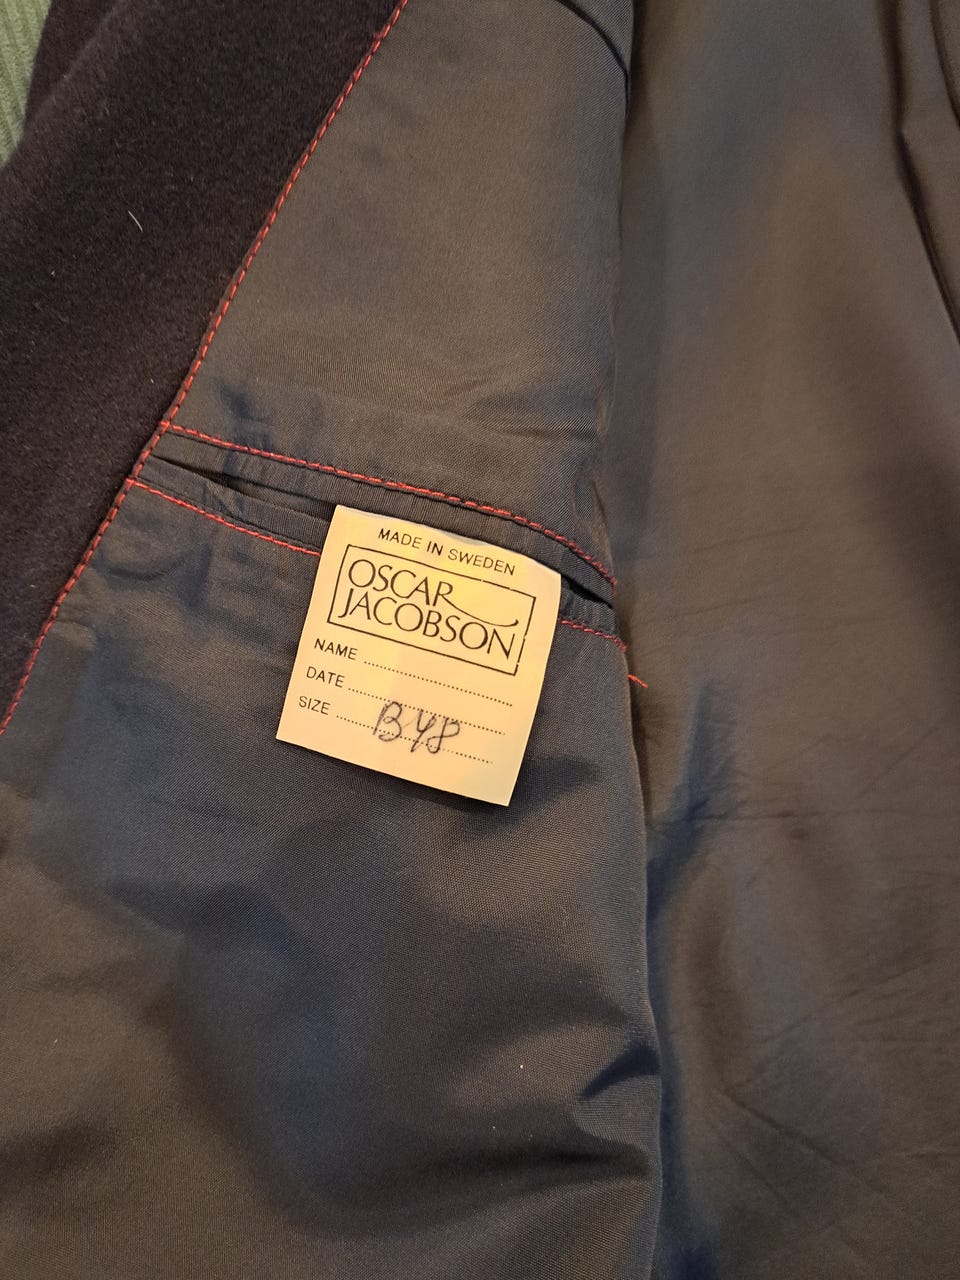 MADE IN SWEDEN
OSCAR
JACOBSON
NAME
DATE
SIZE B48